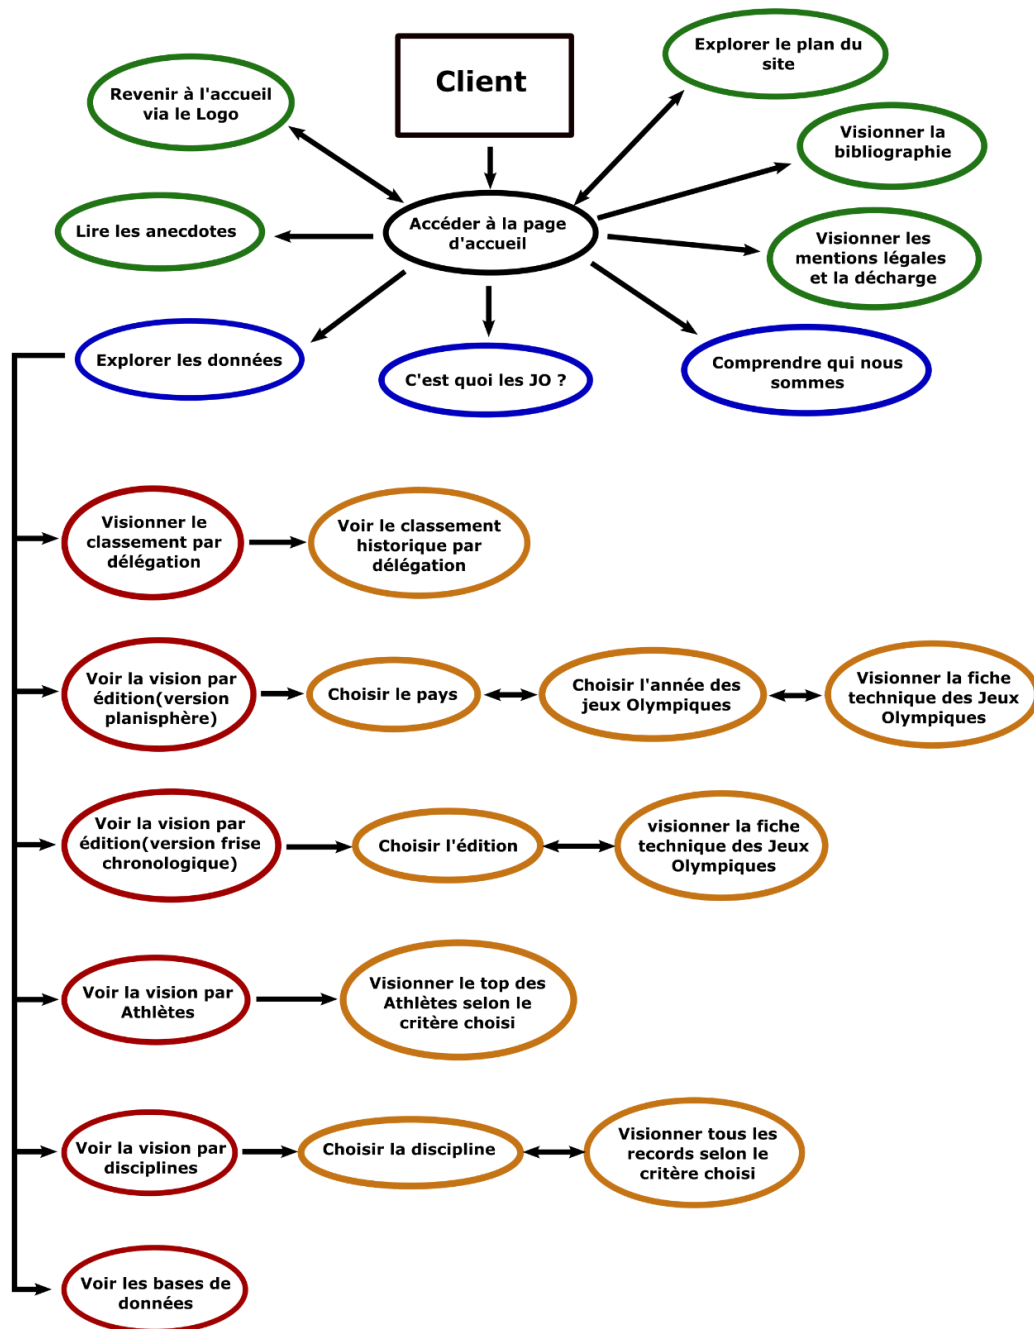 Client
Explorer le plan du
site
Revenir à l'accueil
via le Logo
Visionner la
bibliographie
Lire les anecdotes
Accéder à la page
d'accueil
Visionner les
mentions légales
et la décharge
Explorer les données
C'est quoi les JO ?
Comprendre qui nous
sommes
Visionner le
classement par
délégation
Voir le classement
historique par
délégation
Voir la vision par
édition(version
planisphère)
Choisir le pays
Choisir l'année des
jeux Olympiques
Visionner la fiche
technique des Jeux
Olympiques
Voir la vision par
édition(version frise
chronologique)
Choisir l'édition
visionner la fiche
technique des Jeux
Olympiques
Voir la vision par
Athlètes
Visionner le top des
Athlètes selon le
critère choisi
Voir la vision par
disciplines
Choisir la discipline
Visionner tous les
records selon le
critère choisi
Voir les bases de
données